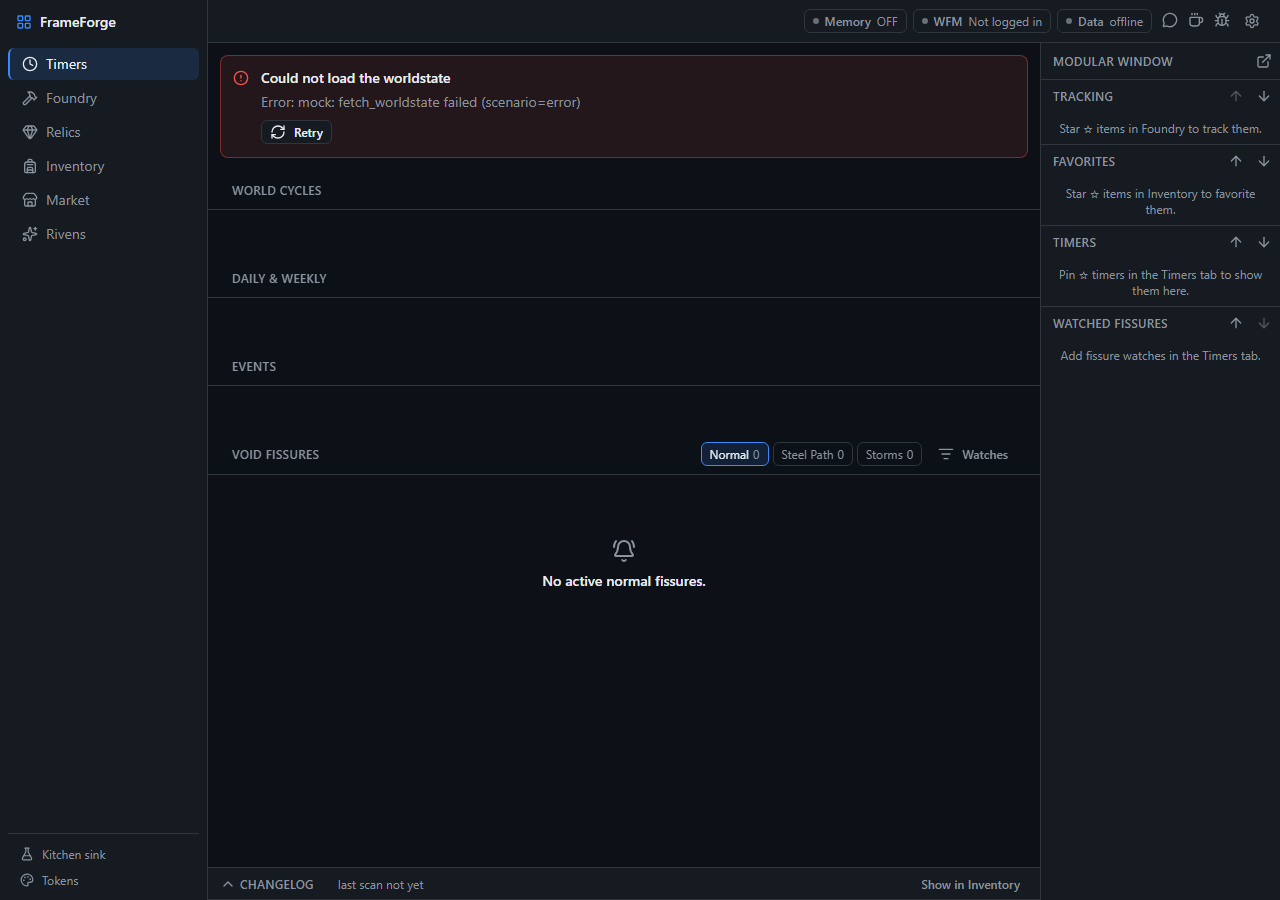 FrameForge
Memory OFF
WFM Not logged in
Data offline
Timers
Foundry
Relics
Inventory
Market
Rivens
Could not load the worldstate
Error: mock: fetch_worldstate failed (scenario=error)
Retry
WORLD CYCLES
DAILY & WEEKLY
EVENTS
VOID FISSURES
Normal 0
Steel Path 0
Storms 0
Watches
No active normal fissures.
MODULAR WINDOW
TRACKING
Star ☆ items in Foundry to track them.
FAVORITES
Star ☆ items in Inventory to favorite
them.
TIMERS
Pin ☆ timers in the Timers tab to show
them here.
WATCHED FISSURES
Add fissure watches in the Timers tab.
Kitchen sink
Tokens
CHANGELOG
last scan not yet
Show in Inventory